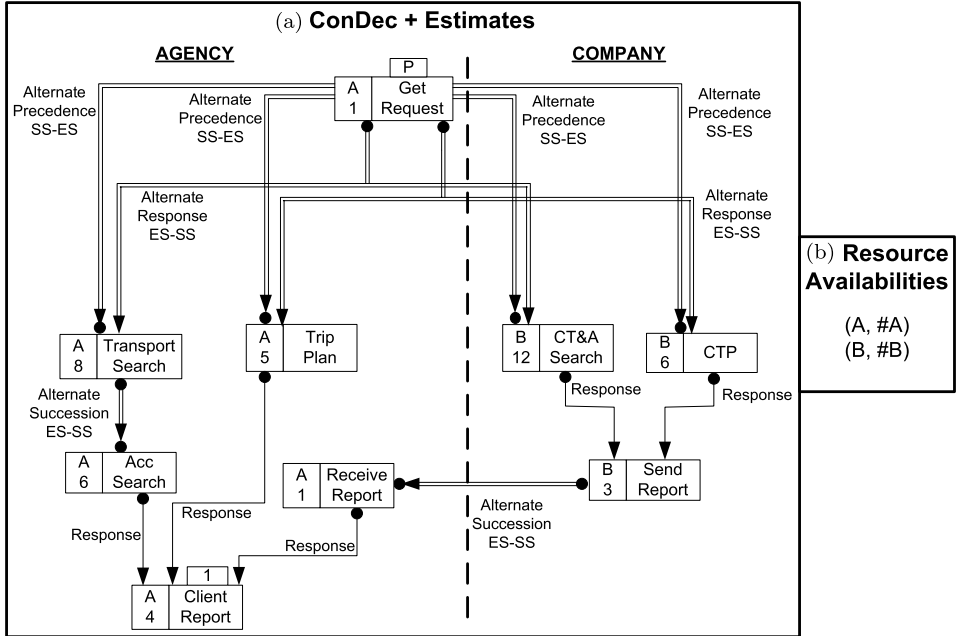 (a) ConDec + Estimates
AGENCY
COMPANY
P
A
1
Get
Request
Alternate
Precedence
SS-ES
Alternate
Precedence
SS-ES
Alternate
Precedence
SS-ES
Alternate
Precedence
SS-ES
Alternate
Response
ES-SS
Alternate
Response
ES-SS
(b) Resource
Availabilities
(A, #A)
(B, #B)
A
8
Transport
Search
A
5
Trip
Plan
B
12
CT&A
Search
B
6
CTP
Alternate
Succession
ES-SS
Response
Response
A
6
Acc
Search
A
1
Receive
Report
B
3
Send
Report
Alternate
Succession
ES-SS
Response
Response
Response
1
A
4
Client
Report